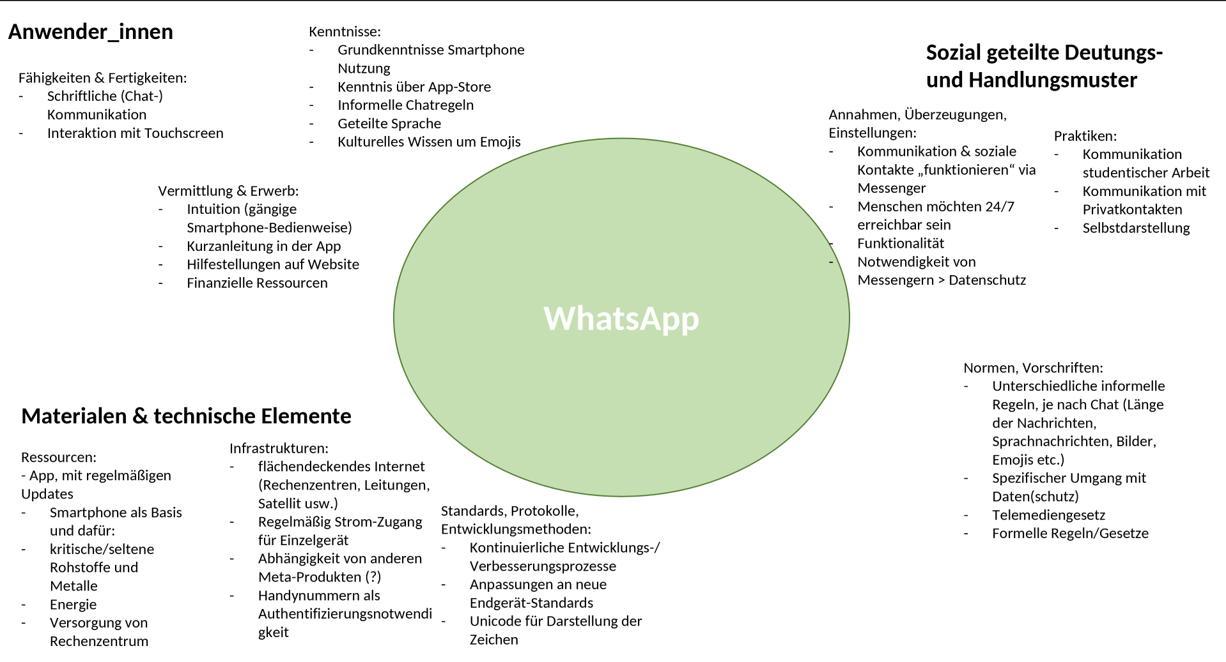 Anwender_innen
Fähigkeiten & Fertigkeiten:
- Schriftliche (Chat-)
Kommunikation
- Interaktion mit Touchscreen
Kenntnisse:
- Grundkenntnisse Smartphone
Nutzung
- Kenntnis über App-Store
- Informelle Chatregeln
- Geteilte Sprache
- Kulturelles Wissen um Emojis
Vermittlung & Erwerb:
- Intuition (gängige
Smartphone-Bedienweise)
- Kurzanleitung in der App
- Hilfestellungen auf Website
- Finanzielle Ressourcen
Sozial geteilte Deutungs-
und Handlungsmuster
Annahmen, Überzeugungen,
Einstellungen:
- Kommunikation & soziale
Kontakte „funktionieren“ via
Messenger
- Menschen möchten 24/7
erreichbar sein
- Funktionalität
- Notwendigkeit von
Messengern > Datenschutz
Praktiken:
- Kommunikation
studentischer Arbeit
- Kommunikation mit
Privatkontakten
- Selbstdarstellung
WhatsApp
Normen, Vorschriften:
- Unterschiedliche informelle
Regeln, je nach Chat (Länge
der Nachrichten,
Sprachnachrichten, Bilder,
Emojis etc.)
- Spezifischer Umgang mit
Daten(schutz)
- Telemediengesetz
- Formelle Regeln/Gesetze
Materialen & technische Elemente
Ressourcen:
- App, mit regelmäßigen
Updates
- Smartphone als Basis
und dafür:
- kritische/seltene
Rohstoffe und
Metalle
- Energie
- Versorgung von
Rechenzentrum
Infrastrukturen:
- flächendeckendes Internet
(Rechenzentren, Leitungen,
Satellit usw.)
- Regelmäßig Strom-Zugang
für Einzelgerät
- Abhängigkeit von anderen
Meta-Produkten (?)
- Handynummern als
Authentifizierungsnotwendi
gkeit
Standards, Protokolle,
Entwicklungsmethoden:
- Kontinuierliche Entwicklungs-/
Verbesserungsprozesse
- Anpassungen an neue
Endgerät-Standards
- Unicode für Darstellung der
Zeichen